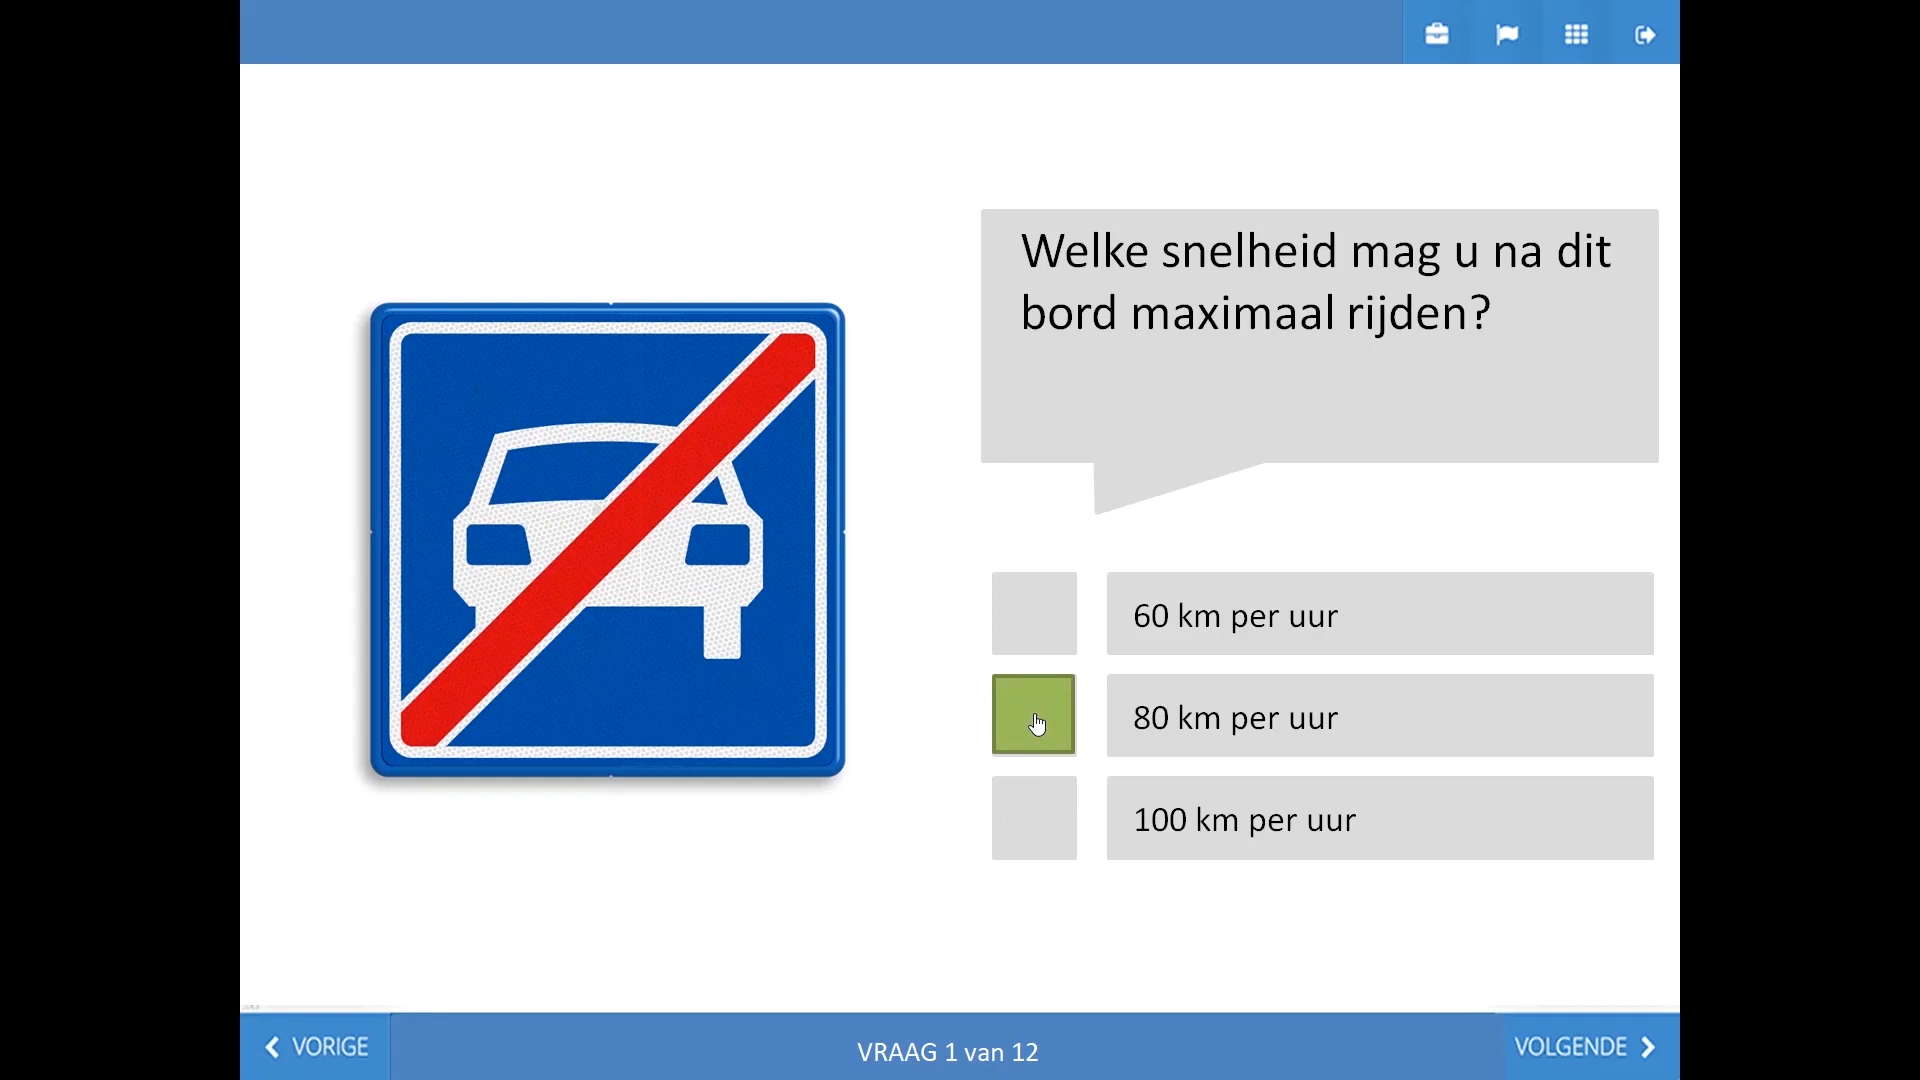 Welke snelheid mag u na dit
bord maximaal rijden?
60 km per uur
80 km per uur
100 km per uur
VORIGE
VRAAG 1 van 12
VOLGENDE